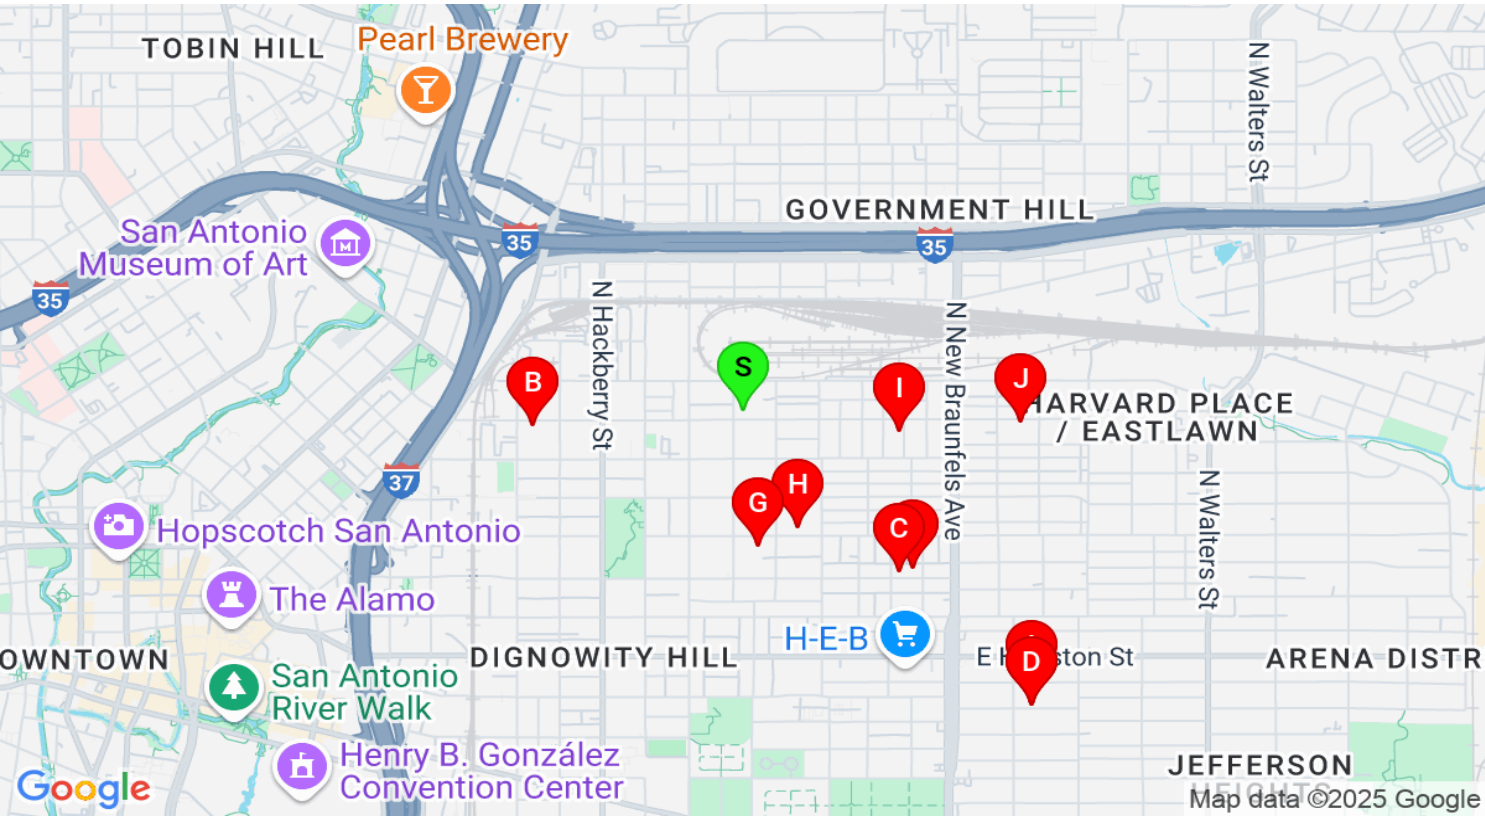 TOBIN HILL
Pearl Brewery
N Walters St
GOVERNMENT HILL
San Antonio
Museum of Art
35
35
35
N Hackberry St
N New Braunfels Ave
B
S
I
J
HARVARD PLACE
/ EASTLAWN
37
H
G
C
N Walters St
Hopscotch San Antonio
The Alamo
H-E-B
OWNTOWN
DIGNOWITY HILL
D
ARENA DISTR
San Antonio
River Walk
Henry B. González
Convention Center
JEFFERSON
HEIGHTS
Google
Map data ©2025 Google